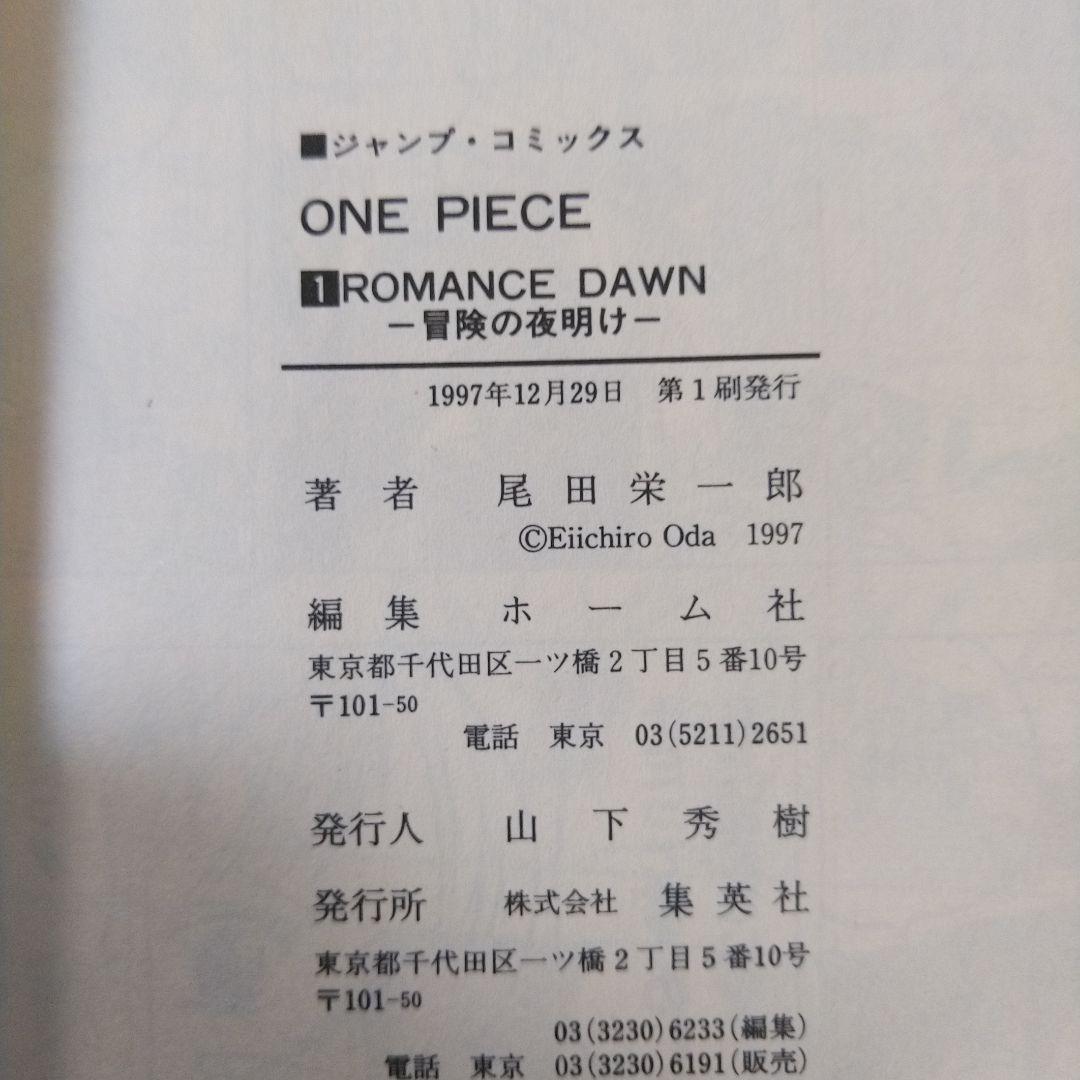 ■ジャンプ・コミックス
ONE PIECE
1 ROMANCE DAWN
―冒険の夜明け―
1997年12月29日 第1刷発行
著者 尾田栄一郎
©Eiichiro Oda 1997
編集 ホーム社
東京都千代田区一ツ橋2丁目5番10号
〒101-50
電話 東京 03(5211)2651
発行人 山下秀樹
発行所 株式会社 集英社
東京都千代田区一ツ橋2丁目5番10号
〒101-50
03(3230)6233(編集)
電話 東京 03(3230)6191(販売)